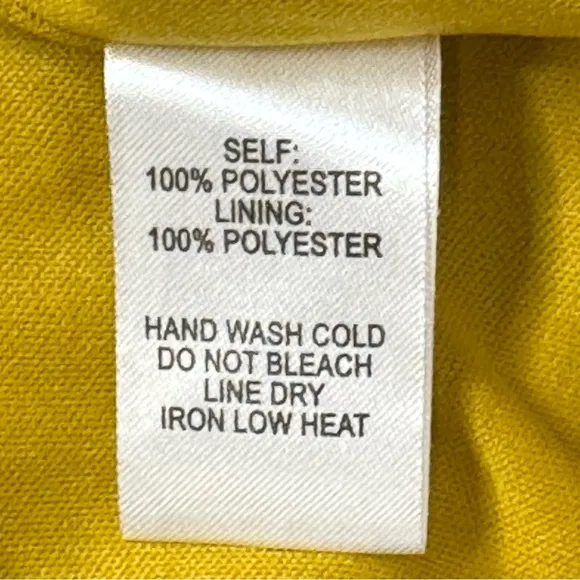 SELF:
100% POLYESTER
LINING:
100% POLYESTER
HAND WASH COLD
DO NOT BLEACH
LINE DRY
IRON LOW HEAT